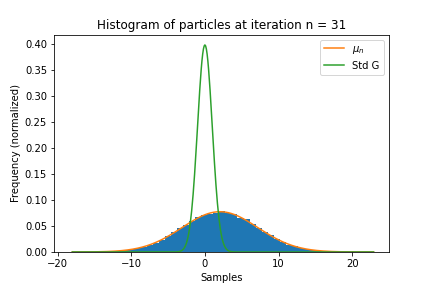 Histogram of particles at iteration n = 31
Frequency (normalized)
0.40
0.35
0.30
0.25
0.20
0.15
0.10
0.05
0.00
μn
Std G
−20
−10
0
10
20
Samples